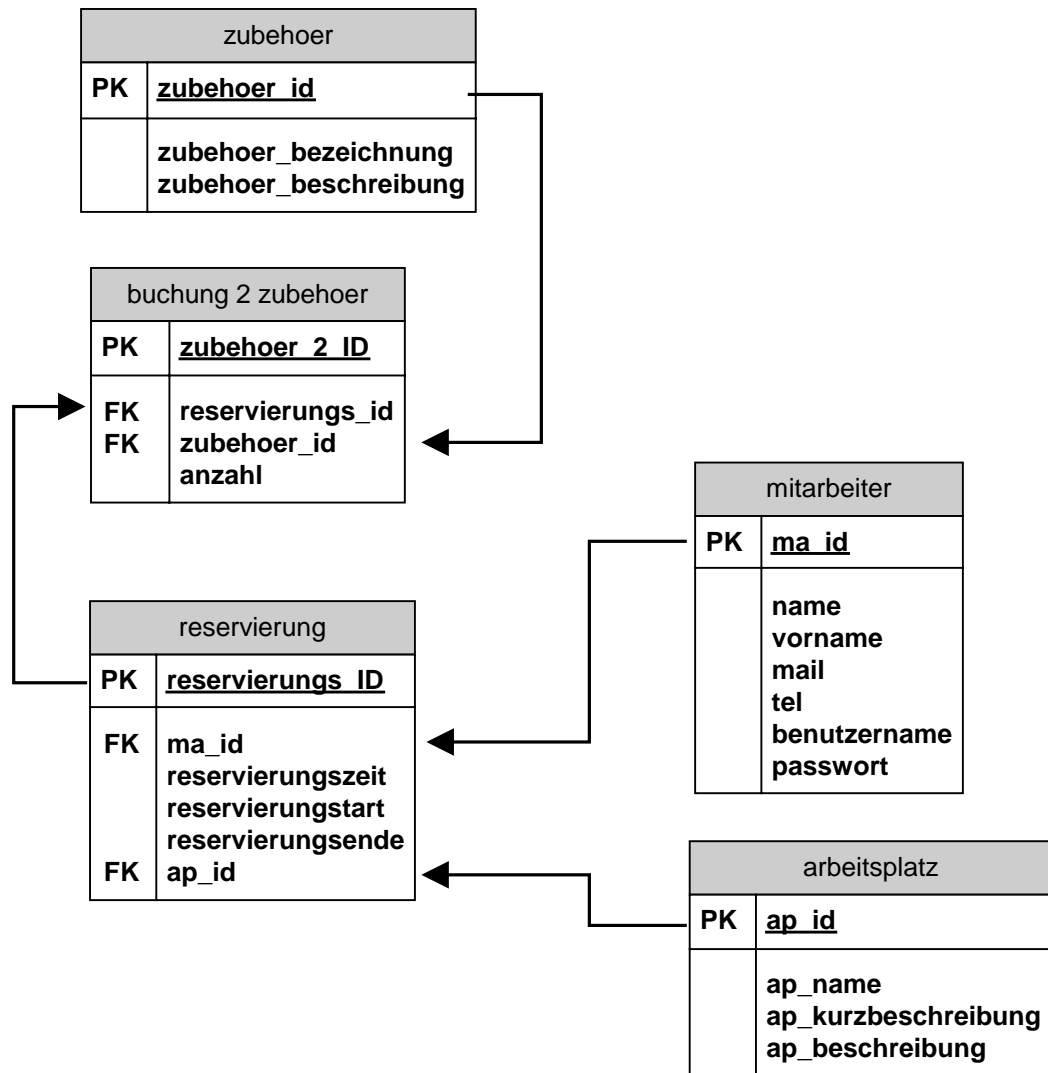 zubehoer
PK zubehoer_id
zubehoer_bezeichnung
zubehoer_beschreibung
buchung 2 zubehoer
PK zubehoer_2_ID
FK reservierungs_id
FK zubehoer_id
anzahl
mitarbeiter
PK ma_id
name
vorname
mail
tel
benutzername
passwort
reservierung
PK reservierungs_ID
FK ma_id
reservierungszeit
reservierungstart
reservierungsende
FK ap_id
arbeitsplatz
PK ap_id
ap_name
ap_kurzbeschreibung
ap_beschreibung